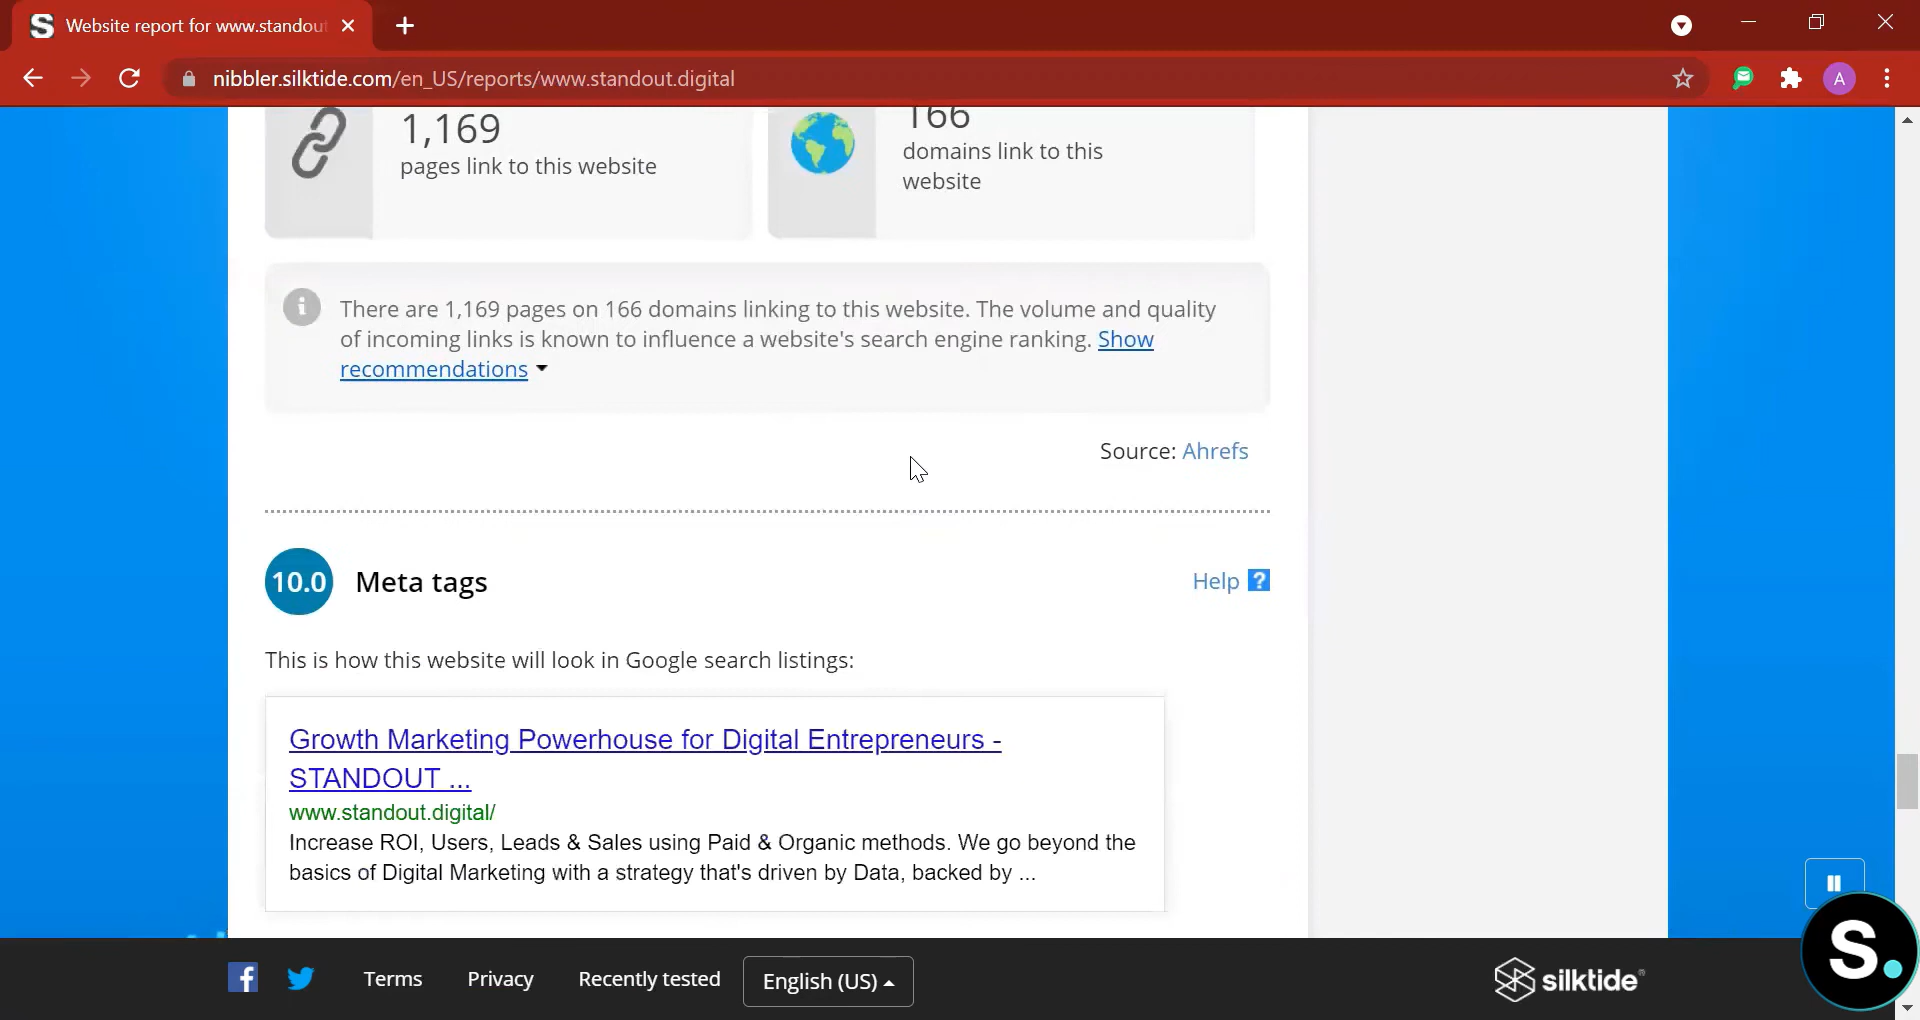 S Website report for www.standout
nibbler.silktide.com/en_US/reports/www.standout.digital
A
1,169
pages link to this website
166
domains link to this
website
There are 1,169 pages on 166 domains linking to this website. The volume and quality
of incoming links is known to influence a website's search engine ranking. Show
recommendations
Source: Ahrefs
10.0 Meta tags
Help ?
This is how this website will look in Google search listings:
Growth Marketing Powerhouse for Digital Entrepreneurs -
STANDOUT ...
www.standout.digital/
Increase ROI, Users, Leads & Sales using Paid & Organic methods. We go beyond the
basics of Digital Marketing with a strategy that's driven by Data, backed by ...
Terms Privacy Recently tested English (US)
silktide®
S.